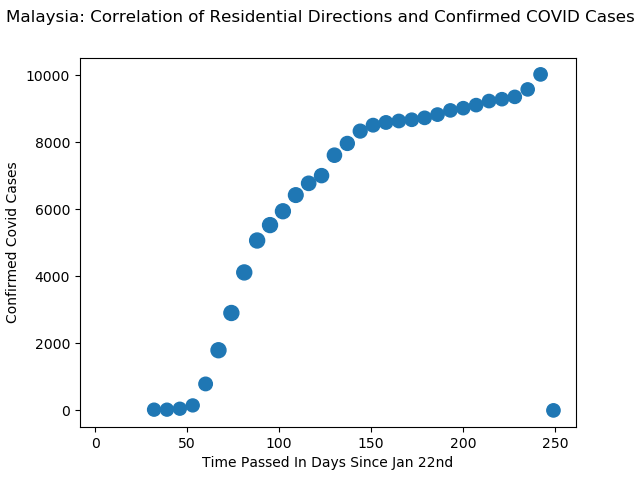 Malaysia: Correlation of Residential Directions and Confirmed COVID Cases
10000
8000
6000
4000
2000
0
Confirmed Covid Cases
0 50 100 150 200 250
Time Passed In Days Since Jan 22nd